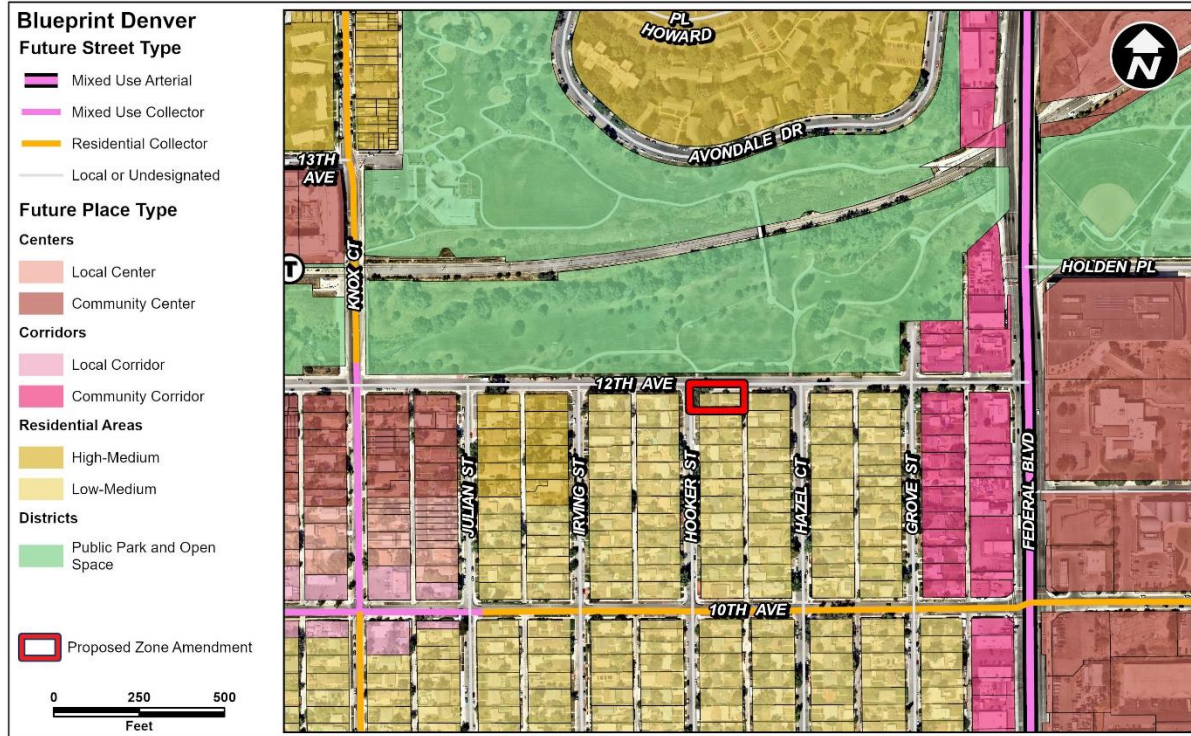 Blueprint Denver
Future Street Type
Mixed Use Arterial
Mixed Use Collector
Residential Collector
Local or Undesignated
Future Place Type
Centers
Local Center
Community Center
Corridors
Local Corridor
Community Corridor
Residential Areas
High-Medium
Low-Medium
Districts
Public Park and Open
Space
Proposed Zone Amendment
0 250 500
Feet
PL
HOWARD
N
AVONDALE DR
13TH
AVE
KNOX CT
T
HOLDEN PL
12TH AVE
JULIAN ST
IRVING ST
HOOKER ST
HAZEL CT
GROVE ST
FEDERAL BLVD
10TH AVE